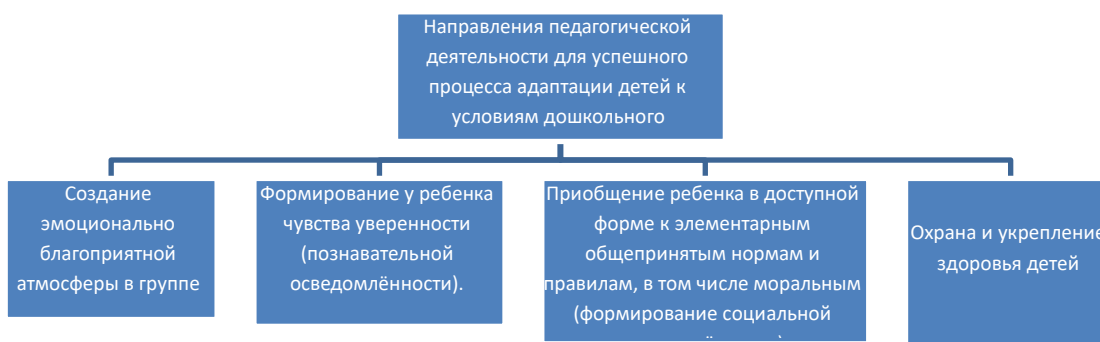 Направления педагогической
деятельности для успешного
процесса адаптации детей к
условиям дошкольного
Создание
эмоционально
благоприятной
атмосферы в группе
Формирование у ребенка
чувства уверенности
(познавательной
осведомлённости).
Приобщение ребенка в доступной
форме к элементарным
общепринятым нормам и
правилам, в том числе моральным
(формирование социальной
Охрана и укрепление
здоровья детей